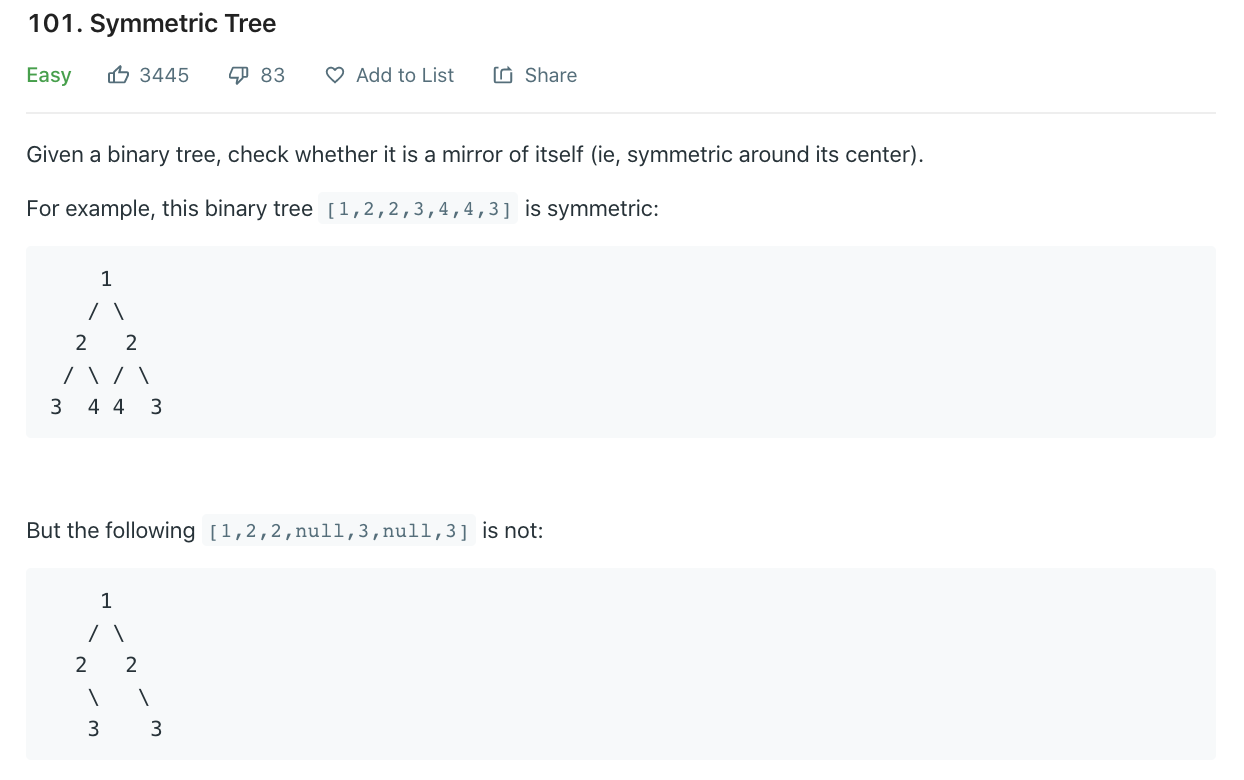 101. Symmetric Tree
Easy 3445 83 Add to List Share
Given a binary tree, check whether it is a mirror of itself (ie, symmetric around its center).
For example, this binary tree [1,2,2,3,4,4,3] is symmetric:
    1
   / \
  2   2
 / \ / \
3  4 4  3
But the following [1,2,2,null,3,null,3] is not:
    1
   / \
  2   2
   \   \
   3    3